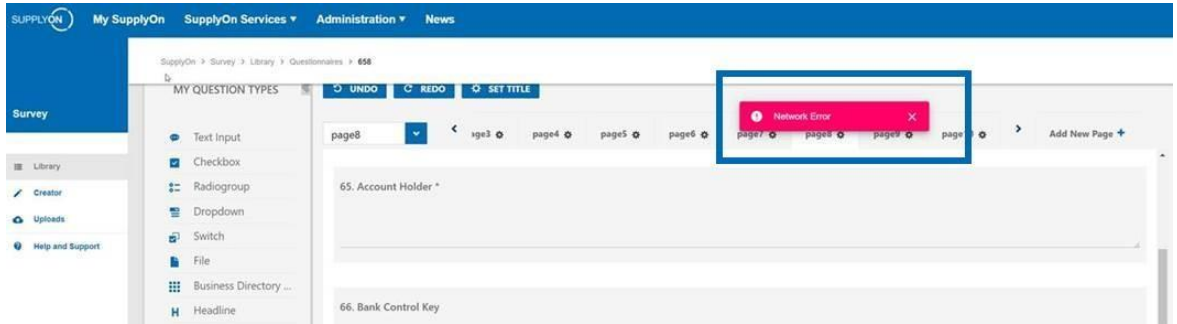 SUPPLYON My SupplyOn SupplyOn Services Administration News
SupplyOn > Survey > Library > Questionnaires > 658
Survey
Library
Creator
Uploads
Help and Support
MY QUESTION TYPES
Text Input
Checkbox
Radiogroup
Dropdown
Switch
File
Business Directory ...
H Headline
UNDO REDO SET TITLE
Network Error
page8 page4 page5 page6 page7 page8 page9 Add New Page +
65. Account Holder *
66. Bank Control Key